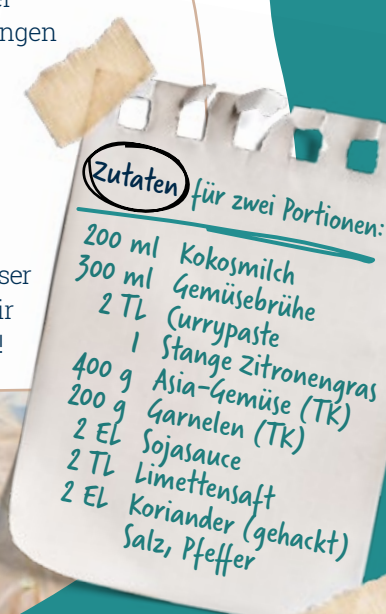 ngen
ser
ir
!
Zutaten für zwei Portionen:
200 ml Kokosmilch
300 ml Gemüsebrühe
2 TL Currypaste
1 Stange Zitronengras
400 g Asia-Gemüse (TK)
200 g Garnelen (TK)
2 EL Sojasauce
2 TL Limettensaft
2 EL Koriander (gehackt)
Salz, Pfeffer